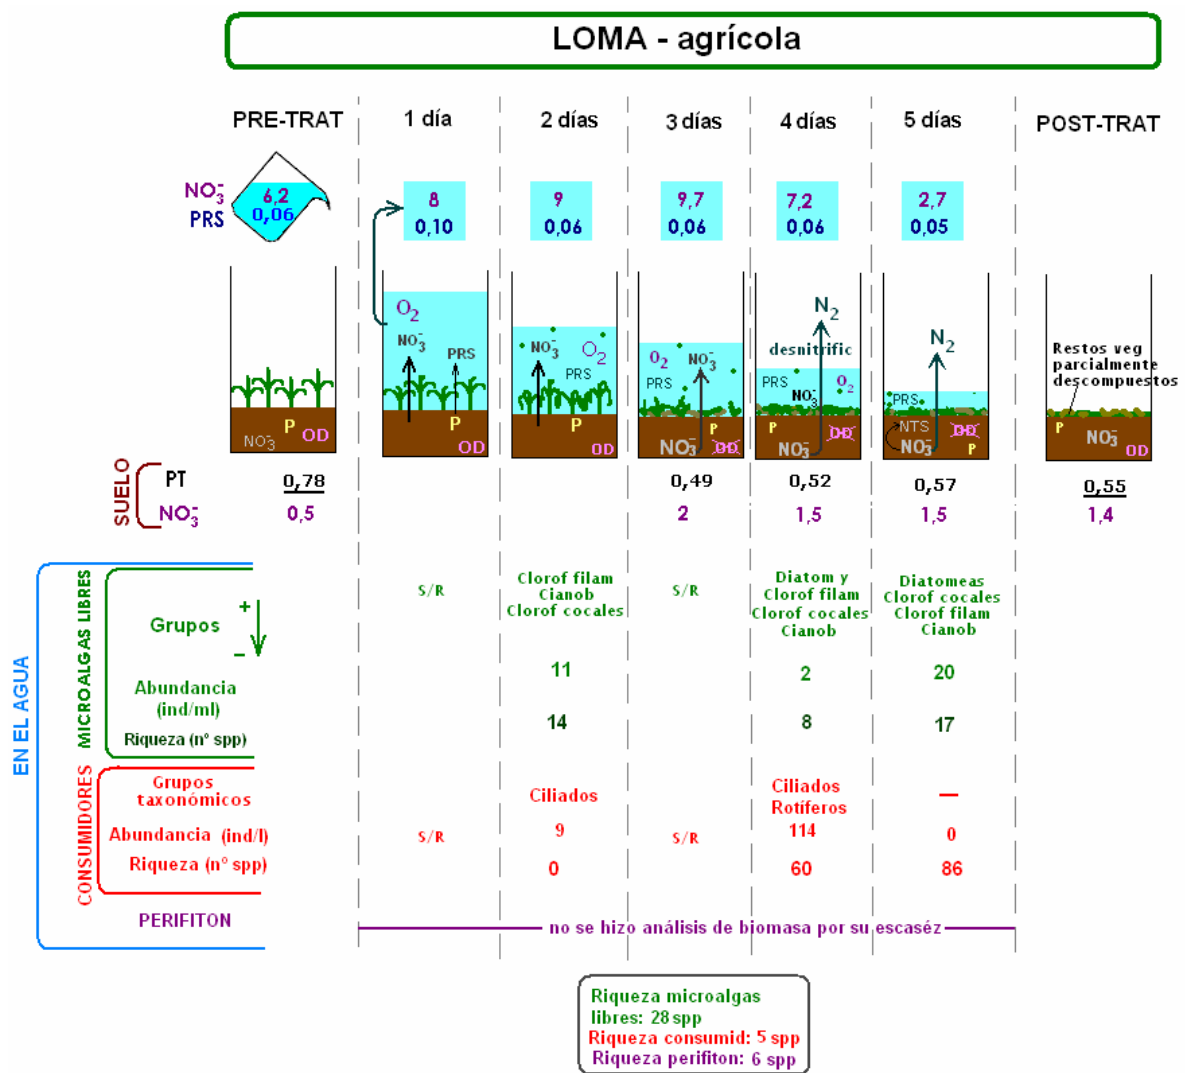 LOMA - agrícola
PRE-TRAT
1 día
2 días
3 días
4 días
5 días
POST-TRAT
NO3-
PRS
6,2
0,06
8
0,10
9
0,06
9,7
0,06
7,2
0,06
2,7
0,05
NO3-
P
OD
O2
NO3-
PRS
P
OD
NO3-
O2
PRS
P
OD
O2
NO3-
PRS
P
NO3-
OD
N2
desnitrific
PRS
O2
NO3-
P
OD
NO3-
N2
PRS
NTS
OD
NO3-
P
Restos veg
parcialmente
descompuestos
P
NO3-
OD
SUELO
PT
0,78
0,49
0,52
0,57
0,55
NO3-
0,5
2
1,5
1,5
1,4
EN EL AGUA
MICROALGAS LIBRES
Grupos
+
–
S/R
Clorof filam
Cianob
Clorof cocales
S/R
Diatom y
Clorof filam
Clorof cocales
Cianob
Diatomeas
Clorof cocales
Clorof filam
Cianob
Abundancia
(ind/ml)
11
2
20
Riqueza (nº spp)
14
8
17
CONSUMIDORES
Grupos
taxonómicos
Ciliados
Ciliados
Rotíferos
—
Abundancia (ind/l)
S/R
9
S/R
114
0
Riqueza (nº spp)
0
60
86
PERIFITON
no se hizo análisis de biomasa por su escaséz
Riqueza microalgas
libres: 28 spp
Riqueza consumid: 5 spp
Riqueza perifiton: 6 spp